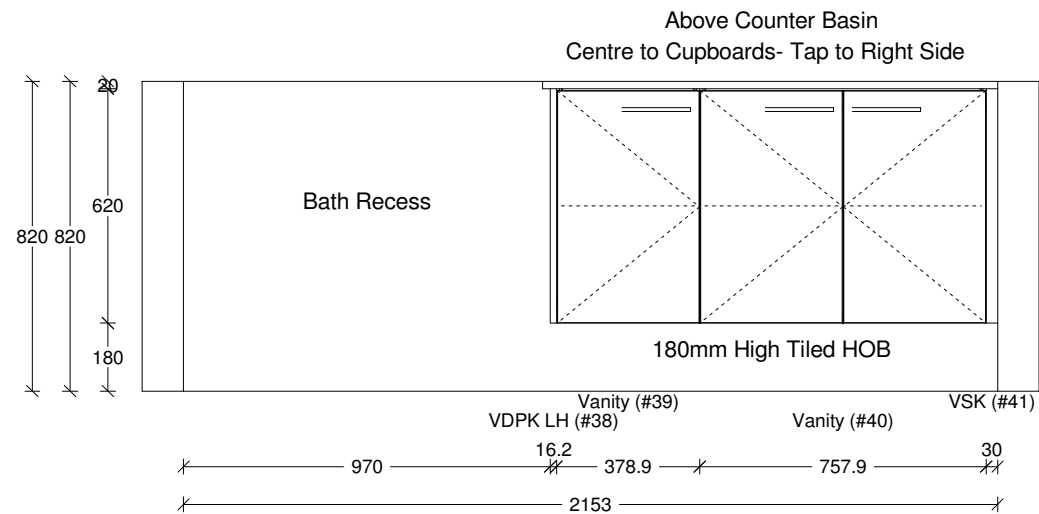 Above Counter Basin
Centre to Cupboards- Tap to Right Side
20
Bath Recess
620
820
820
180
180mm High Tiled HOB
Vanity (#39)
VSK (#41)
VDPK LH (#38)
Vanity (#40)
16.2
30
970
378.9
757.9
2153